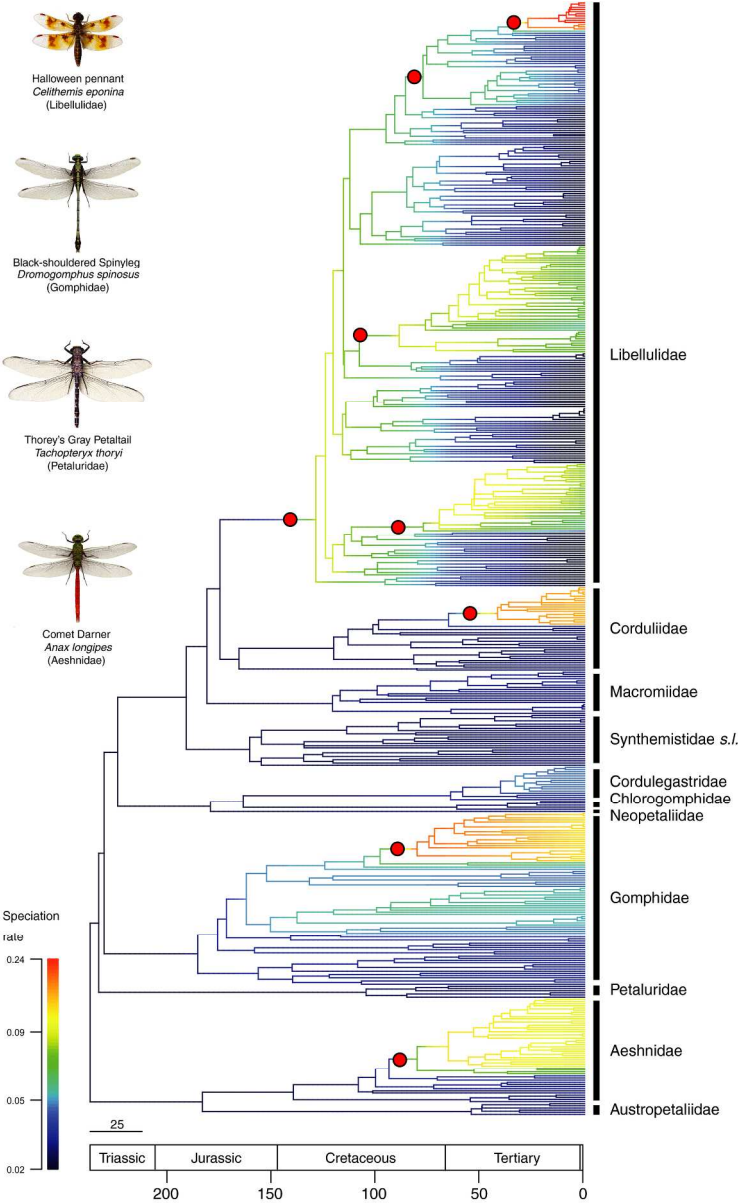 Halloween pennant
Celithemis eponina
(Libellulidae)
Black-shouldered Spinyleg
Dromogomphus spinosus
(Gomphidae)
Thorey's Gray Petaltail
Tachopteryx thoryi
(Petaluridae)
Comet Darner
Anax longipes
(Aeshnidae)
Libellulidae
Corduliidae
Macromiidae
Synthemistidae s.l.
Cordulegastridae
Chlorogomphidae
Neopetaliidae
Gomphidae
Petaluridae
Aeshnidae
Austropetaliidae
Speciation
rate
0.24
0.09
0.05
0.02
25
Triassic Jurassic Cretaceous Tertiary
200 150 100 50 0